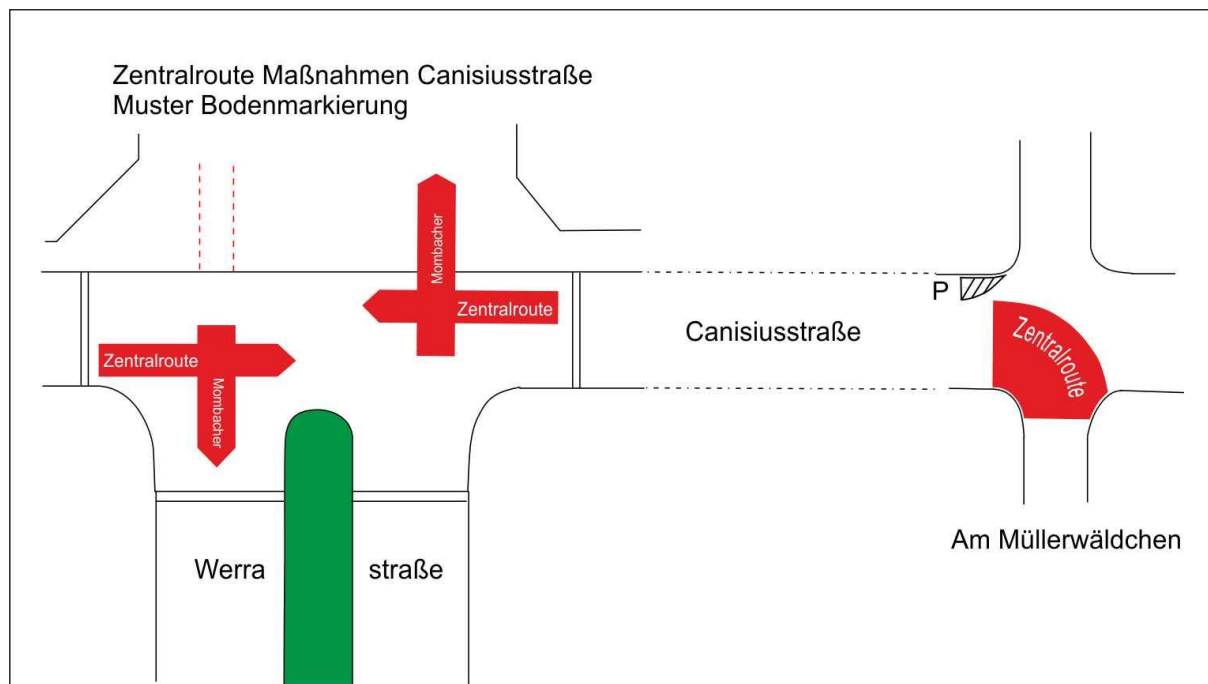 Zentralroute Maßnahmen Canisiusstraße
Muster Bodenmarkierung
Mombacher
Zentralroute
Zentralroute
Mombacher
Canisiusstraße
P
Zentralroute
Werra straße
Am Müllerwäldchen